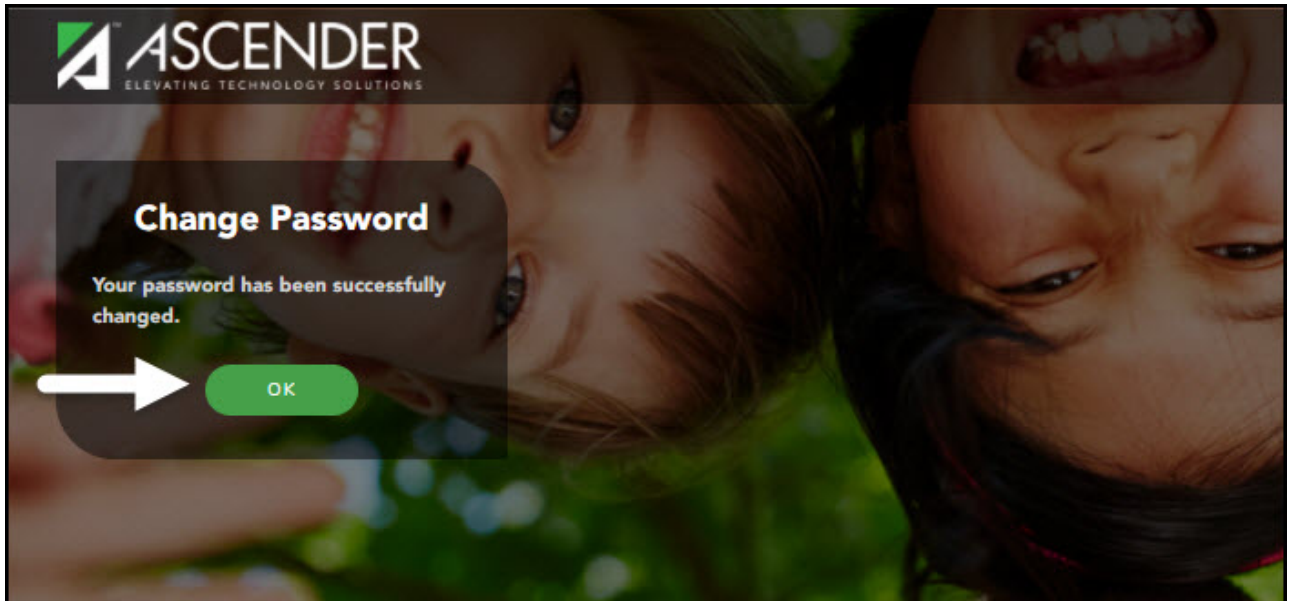 ASCENDER
ELEVATING TECHNOLOGY SOLUTIONS
Change Password
Your password has been successfully
changed.
OK